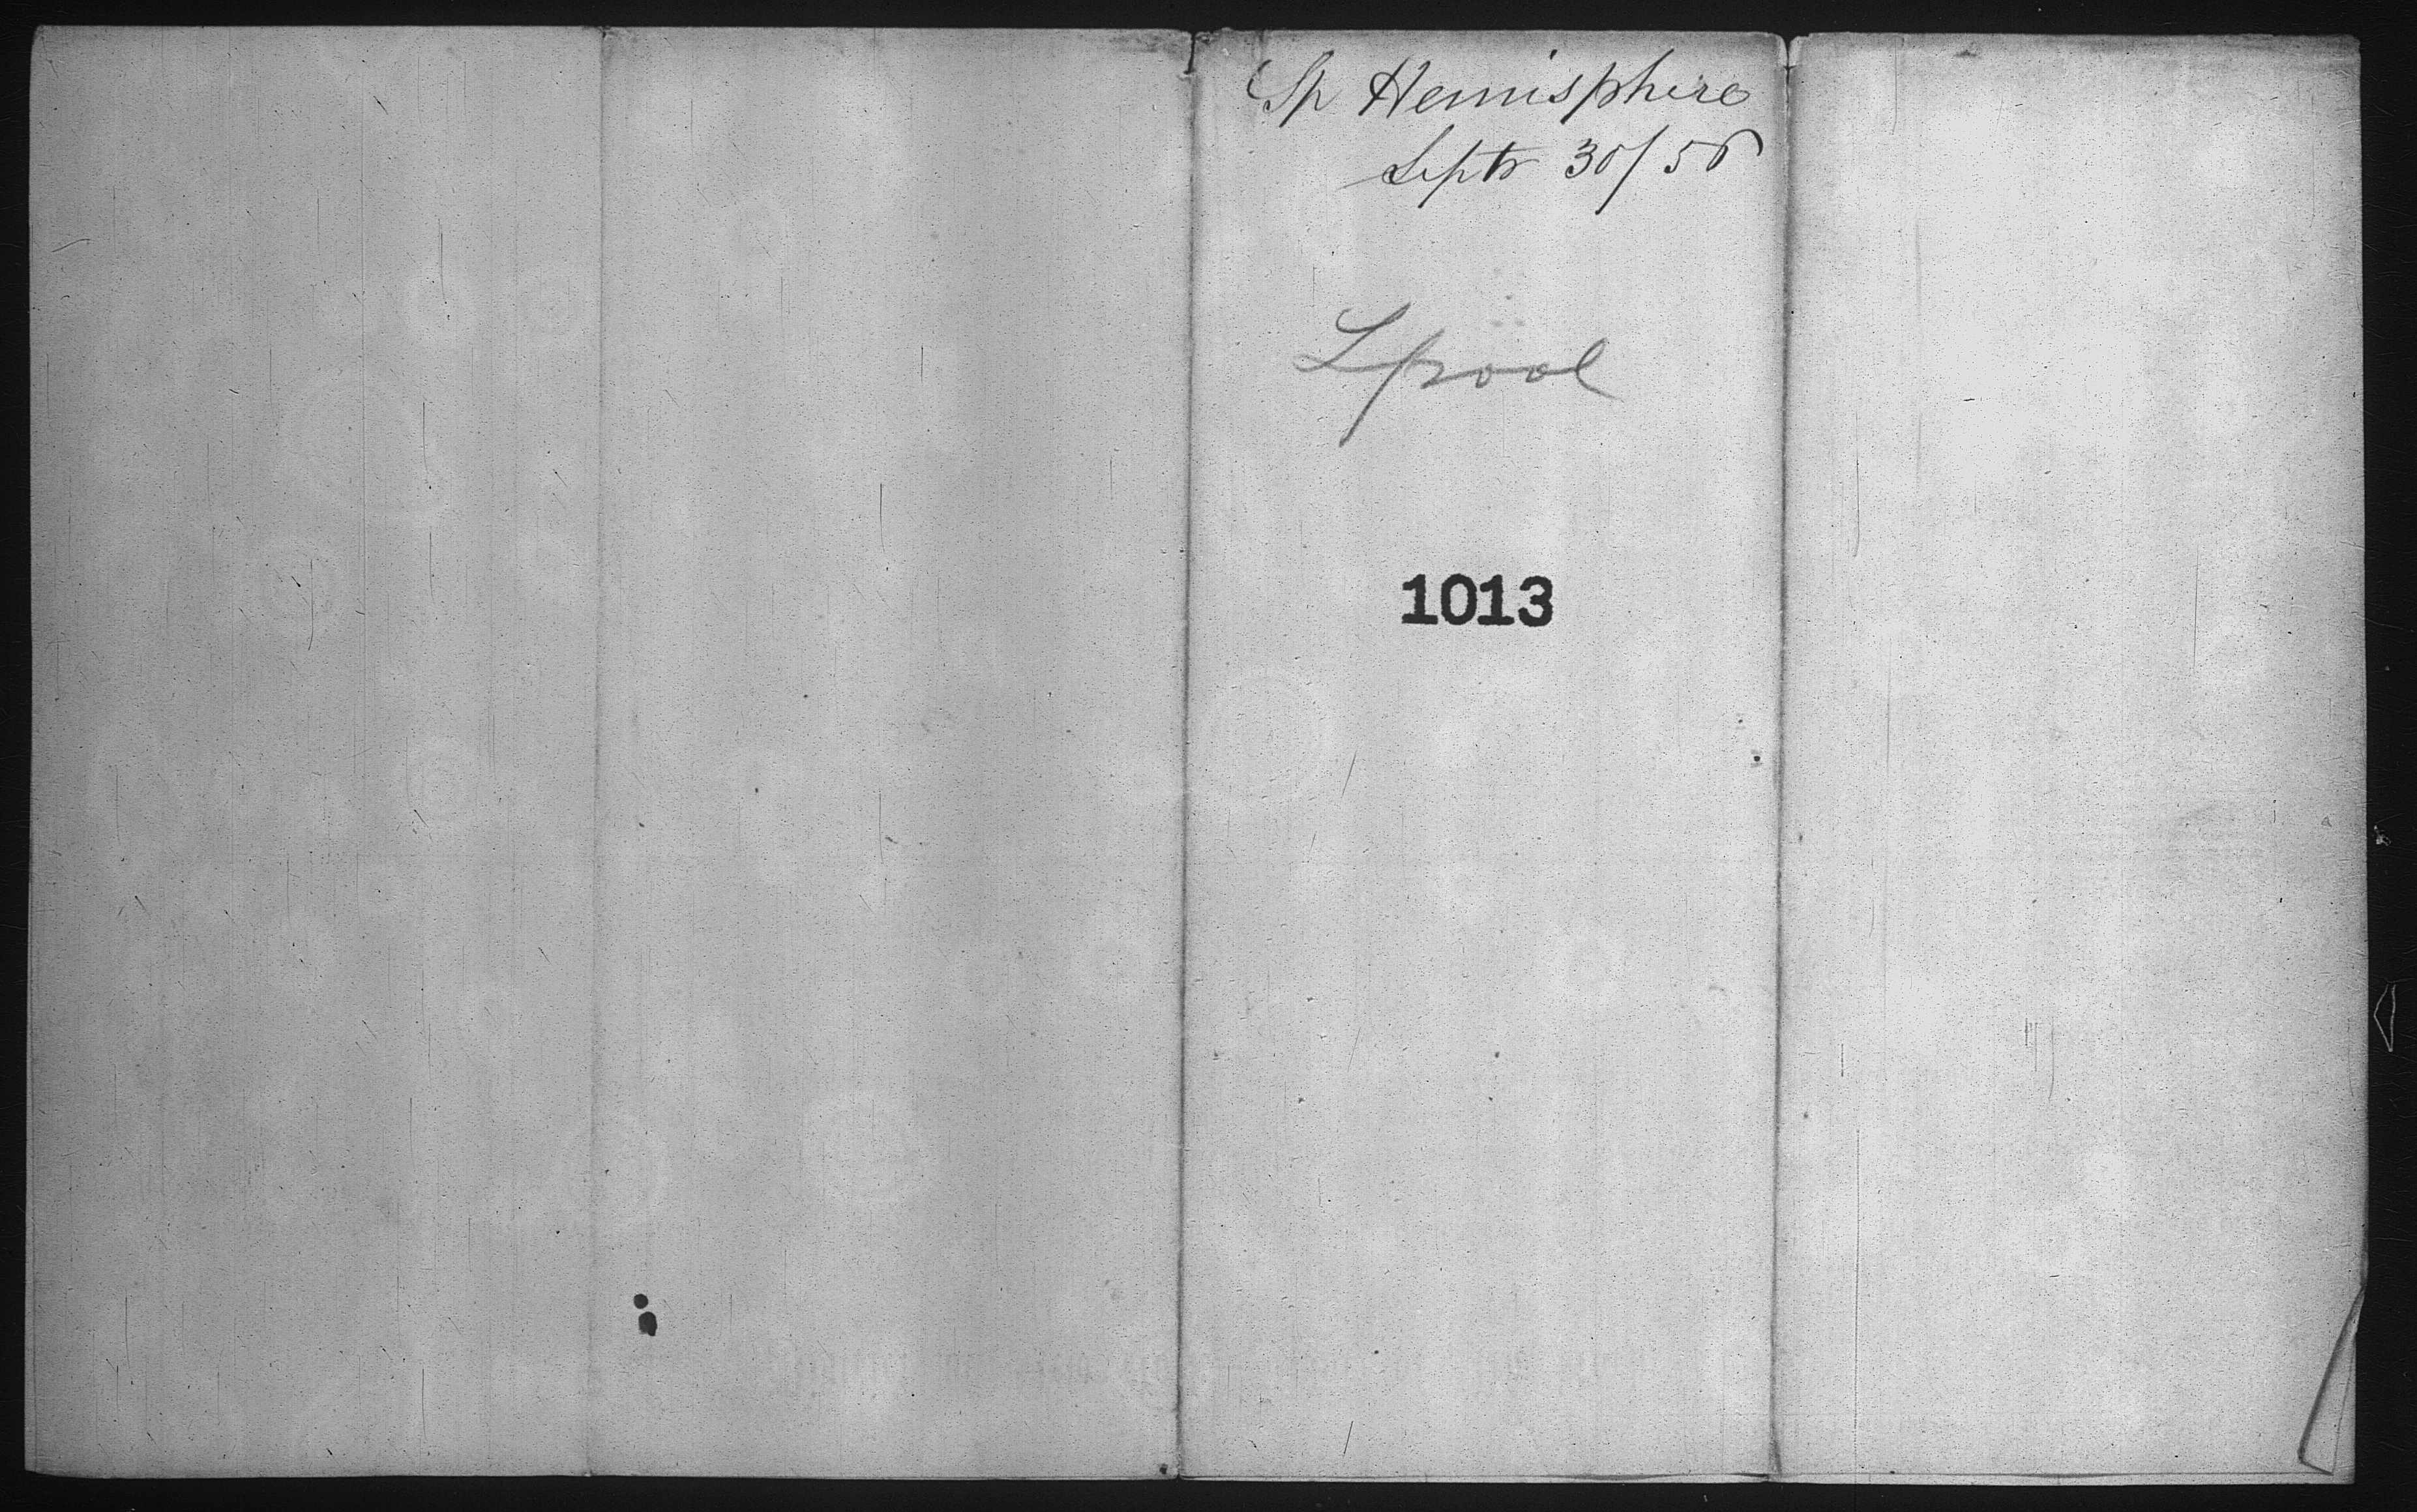 Sp Hemisphere
Septr 30/56
Lpool
1013